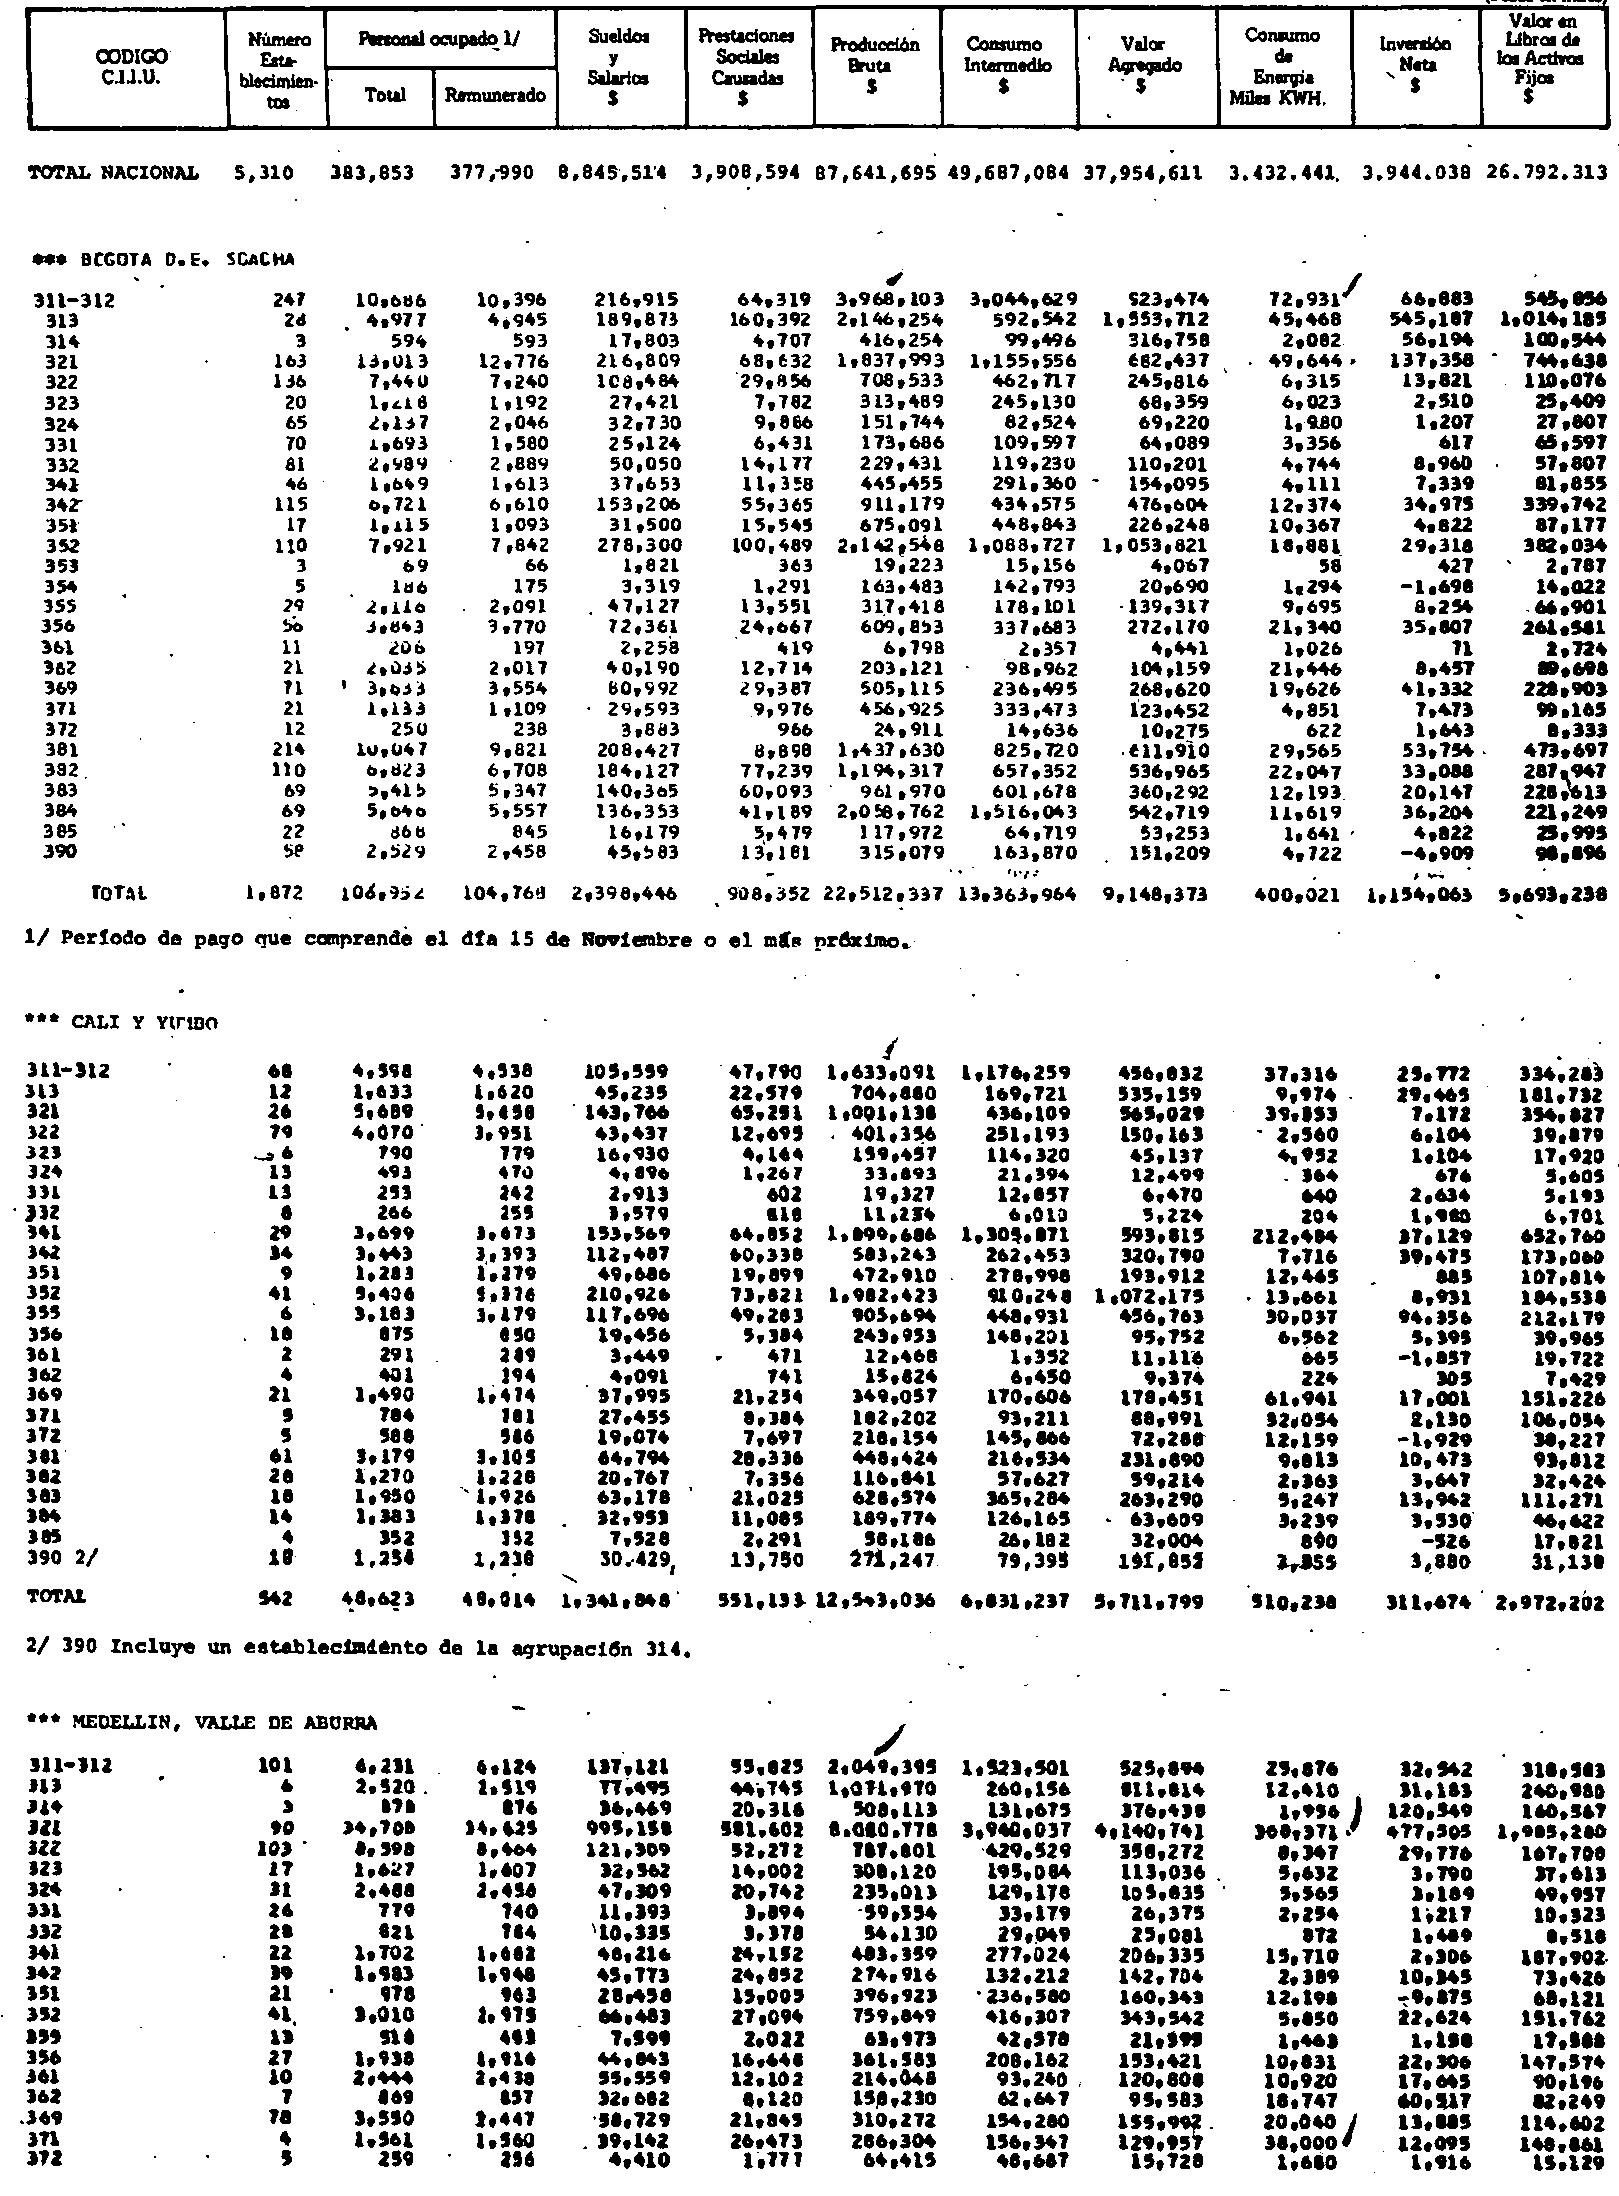 CODIGO C.I.I.U. Número Esta-blecimien-tos Personal ocupado 1/ Total Remunerado Sueldos y Salarios $ Prestaciones Sociales Causadas $ Producción Bruta $ Consumo Intermedio $ Valor Agregado $ Consumo de Energía Miles KWH. Inversión Neta $ Valor en Libros de los Activos Fijos $
TOTAL NACIONAL 5,310 383,853 377,990 8,845,514 3,908,594 87,641,695 49,687,084 37,954,611 3.432.441. 3.944.038 26.792.313
*** BOGOTA D.E. SOACHA
311-312 247 10,686 10,396 216,915 64,319 3,968,103 3,044,629 923,474 72,931 66,883 545,856
313 28 4,977 4,945 189,873 160,392 2,146,254 592,542 1,553,712 45,468 545,187 1,014,185
314 3 594 593 17,803 4,707 416,254 99,496 316,758 2,082 56,194 100,544
321 163 13,013 12,776 216,809 68,632 1,837,993 1,155,556 682,437 49,644 137,358 744,638
322 136 7,440 7,240 108,484 29,856 708,533 462,717 245,816 6,315 13,821 110,076
323 20 1,218 1,192 27,421 7,782 313,489 245,130 68,359 6,023 2,510 25,409
324 65 2,137 2,046 32,730 9,886 151,744 82,524 69,220 1,980 1,207 27,807
331 70 1,693 1,580 25,124 6,431 173,686 109,597 64,089 3,356 617 65,597
332 81 2,989 2,889 50,050 14,177 229,431 119,230 110,201 4,744 8,960 57,807
341 46 1,649 1,613 37,653 11,358 445,455 291,360 154,095 4,111 7,339 81,855
342 115 6,721 6,610 153,206 55,365 911,179 434,575 476,604 12,374 34,975 339,742
351 17 1,115 1,093 31,500 15,545 675,091 448,843 226,248 10,367 4,822 87,177
352 110 7,921 7,842 278,300 100,489 2,142,548 1,088,727 1,053,821 18,881 29,318 382,034
353 3 69 66 1,821 363 19,223 15,156 4,067 58 427 2,787
354 5 186 175 3,319 1,291 163,483 142,793 20,690 1,294 -1,698 14,022
355 29 2,116 2,091 47,127 13,551 317,418 178,101 139,317 9,695 8,254 66,901
356 56 3,843 3,770 72,361 24,667 609,853 337,683 272,170 21,340 35,807 261,581
361 11 206 197 2,258 419 6,798 2,357 4,441 1,026 71 2,724
362 21 2,035 2,017 40,190 12,714 203,121 98,962 104,159 21,446 8,457 89,698
369 71 3,633 3,554 80,992 29,387 505,115 236,495 268,620 19,626 41,332 228,903
371 21 1,133 1,109 29,593 9,976 456,925 333,473 123,452 4,851 7,473 99,165
372 12 250 238 3,883 966 24,911 14,636 10,275 622 1,643 8,333
381 214 10,047 9,821 208,427 8,898 1,437,630 825,720 611,910 29,565 53,754 473,697
382 110 6,823 6,708 184,127 77,239 1,194,317 657,352 536,965 22,047 33,088 287,947
383 69 5,415 5,347 140,365 60,093 961,970 601,678 360,292 12,193 20,147 228,613
384 69 5,646 5,557 136,353 41,189 2,058,762 1,516,043 542,719 11,619 36,204 221,249
385 22 868 845 16,179 5,479 117,972 64,719 53,253 1,641 4,822 25,995
390 58 2,529 2,458 45,583 13,181 315,079 163,870 151,209 4,722 -4,909 98,896
TOTAL 1,872 106,952 104,768 2,398,446 908,352 22,512,337 13,363,964 9,148,373 400,021 1,154,063 5,693,238
1/ Período de pago que comprende el día 15 de Noviembre o el más próximo.
*** CALI Y YUMBO
311-312 68 4,598 4,538 105,559 47,790 1,633,091 1,176,259 456,832 37,316 25,772 334,283
313 12 1,633 1,620 45,235 22,579 704,880 169,721 535,159 9,974 29,465 181,732
321 26 5,689 5,658 143,766 65,251 1,001,138 436,109 565,029 39,853 7,172 354,827
322 79 4,070 3,951 43,437 12,695 401,356 251,193 150,163 2,560 6,104 39,879
323 6 790 779 16,930 4,164 159,457 114,320 45,137 4,952 1,104 17,920
324 13 493 470 4,896 1,267 33,893 21,394 12,499 364 676 5,605
331 13 253 242 2,913 602 19,327 12,857 6,470 640 2,634 5,193
332 8 266 255 3,579 818 11,234 6,010 5,224 204 1,980 6,701
341 29 3,699 3,673 153,569 64,852 1,899,686 1,305,871 593,815 212,484 37,129 652,760
342 34 3,443 3,393 112,487 60,338 583,243 262,453 320,790 7,716 39,475 173,060
351 9 1,283 1,279 49,686 19,899 472,910 278,998 193,912 12,465 885 107,814
352 41 5,406 5,376 210,926 73,821 1,982,423 910,248 1,072,175 13,661 8,931 184,538
355 6 3,183 3,179 117,696 49,283 905,694 448,931 456,763 30,037 94,356 212,179
356 18 875 850 19,456 5,384 243,953 148,201 95,752 6,562 5,395 39,965
361 2 291 289 3,449 471 12,468 1,352 11,116 665 -1,857 19,722
362 4 401 394 4,091 741 15,824 6,450 9,374 224 305 7,429
369 21 1,490 1,474 37,995 21,254 349,057 170,606 178,451 61,941 17,001 151,226
371 5 784 781 27,455 8,384 182,202 93,211 88,991 32,054 2,130 106,054
372 5 588 586 19,074 7,697 218,154 145,866 72,288 12,159 -1,929 38,227
381 61 3,179 3,105 64,794 28,336 448,424 216,534 231,890 9,813 10,473 93,812
382 28 1,270 1,228 20,767 7,356 116,841 57,627 59,214 2,363 3,647 32,424
383 18 1,950 1,926 63,178 21,025 628,574 365,284 263,290 5,247 13,942 111,271
384 14 1,383 1,378 32,953 11,085 189,774 126,165 63,609 3,239 3,530 46,622
385 4 352 352 7,528 2,291 58,186 26,182 32,004 890 -526 17,821
390 2/ 18 1,254 1,238 30.429, 13,750 271,247 79,395 191,855 2,855 3,880 31,138
TOTAL 542 48,623 48,014 1,341,848 551,133 12,543,036 6,831,237 5,711,799 510,238 311,674 2,972,202
2/ 390 Incluye un establecimiento de la agrupación 314.
*** MEDELLIN, VALLE DE ABURRA
311-312 101 6,231 6,124 137,121 55,825 2,049,395 1,523,501 525,894 25,876 32,542 318,583
313 6 2,520 2,519 77,495 44,745 1,071,970 260,156 811,814 12,410 31,183 240,988
314 3 878 876 36,469 20,316 508,113 131,675 376,438 1,956 120,549 160,567
321 90 34,708 34,625 995,158 581,602 8,080,778 3,940,037 4,140,741 368,371 477,505 1,985,280
322 103 8,598 8,464 121,309 52,272 787,801 429,529 358,272 8,347 29,776 167,700
323 17 1,627 1,607 32,562 14,002 308,120 195,084 113,036 5,632 3,790 37,613
324 31 2,488 2,456 47,309 20,742 235,013 129,178 105,835 5,565 3,189 49,957
331 26 770 740 11,393 3,894 59,554 33,179 26,375 2,254 1,217 10,323
332 28 821 784 10,335 3,378 54,130 29,049 25,081 872 1,489 8,518
341 22 1,702 1,682 48,216 24,152 483,359 277,024 206,335 15,710 2,306 187,902
342 39 1,983 1,948 45,773 24,852 274,916 132,212 142,704 2,389 10,345 73,426
351 21 978 963 28,458 15,005 396,923 236,580 160,343 12,198 -9,875 68,121
352 41 3,010 2,975 66,483 27,094 759,849 416,307 343,542 5,850 22,624 151,762
355 13 518 493 7,599 2,022 63,973 42,578 21,395 1,463 1,158 17,588
356 27 1,938 1,916 44,843 16,648 361,583 208,162 153,421 10,831 22,306 147,574
361 10 2,444 2,438 55,559 12,102 214,048 93,240 120,808 10,920 17,645 90,196
362 7 869 857 32,682 8,120 158,230 62,647 95,583 18,747 60,517 82,249
369 78 3,550 3,447 58,729 21,845 310,272 154,280 155,992 20,040 13,885 114,602
371 4 1,561 1,560 39,142 26,473 286,304 156,347 129,957 38,000 12,095 148,861
372 5 259 256 4,410 1,777 64,415 48,687 15,728 1,680 1,916 15,129